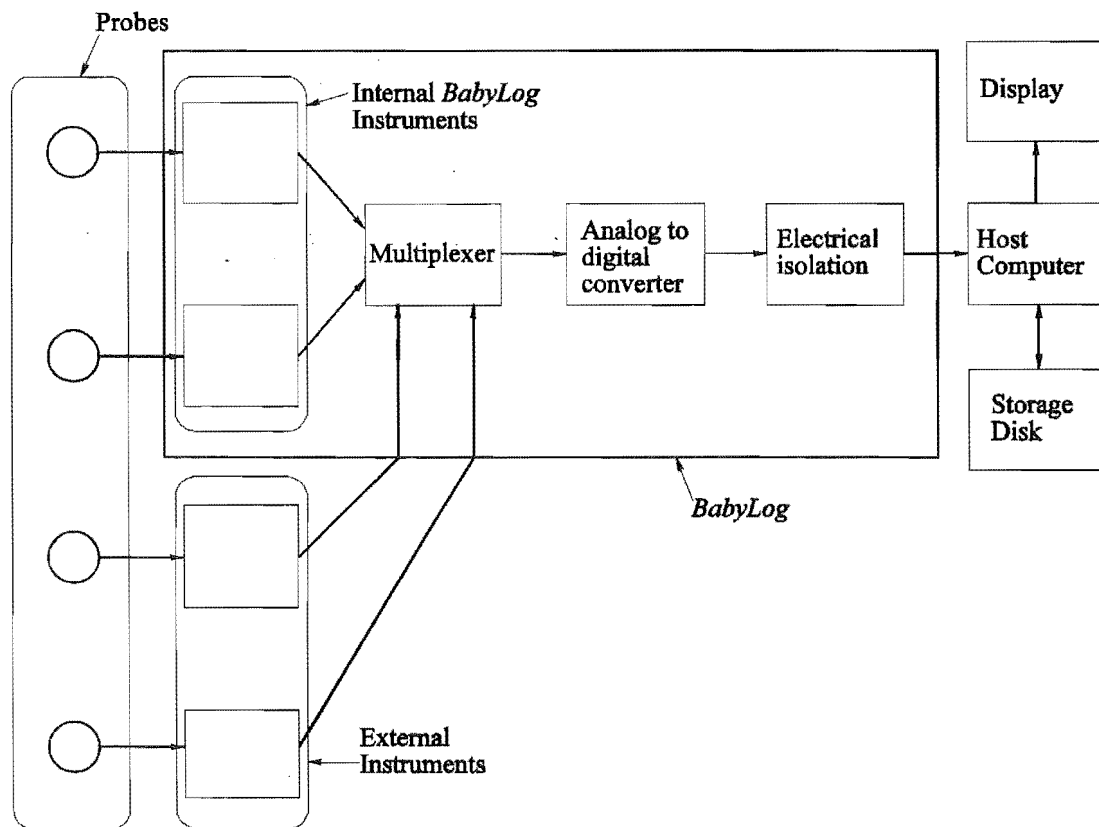 Probes
Internal BabyLog
Instruments
Display
Multiplexer
Analog to
digital
converter
Electrical
isolation
Host
Computer
Storage
Disk
BabyLog
External
Instruments